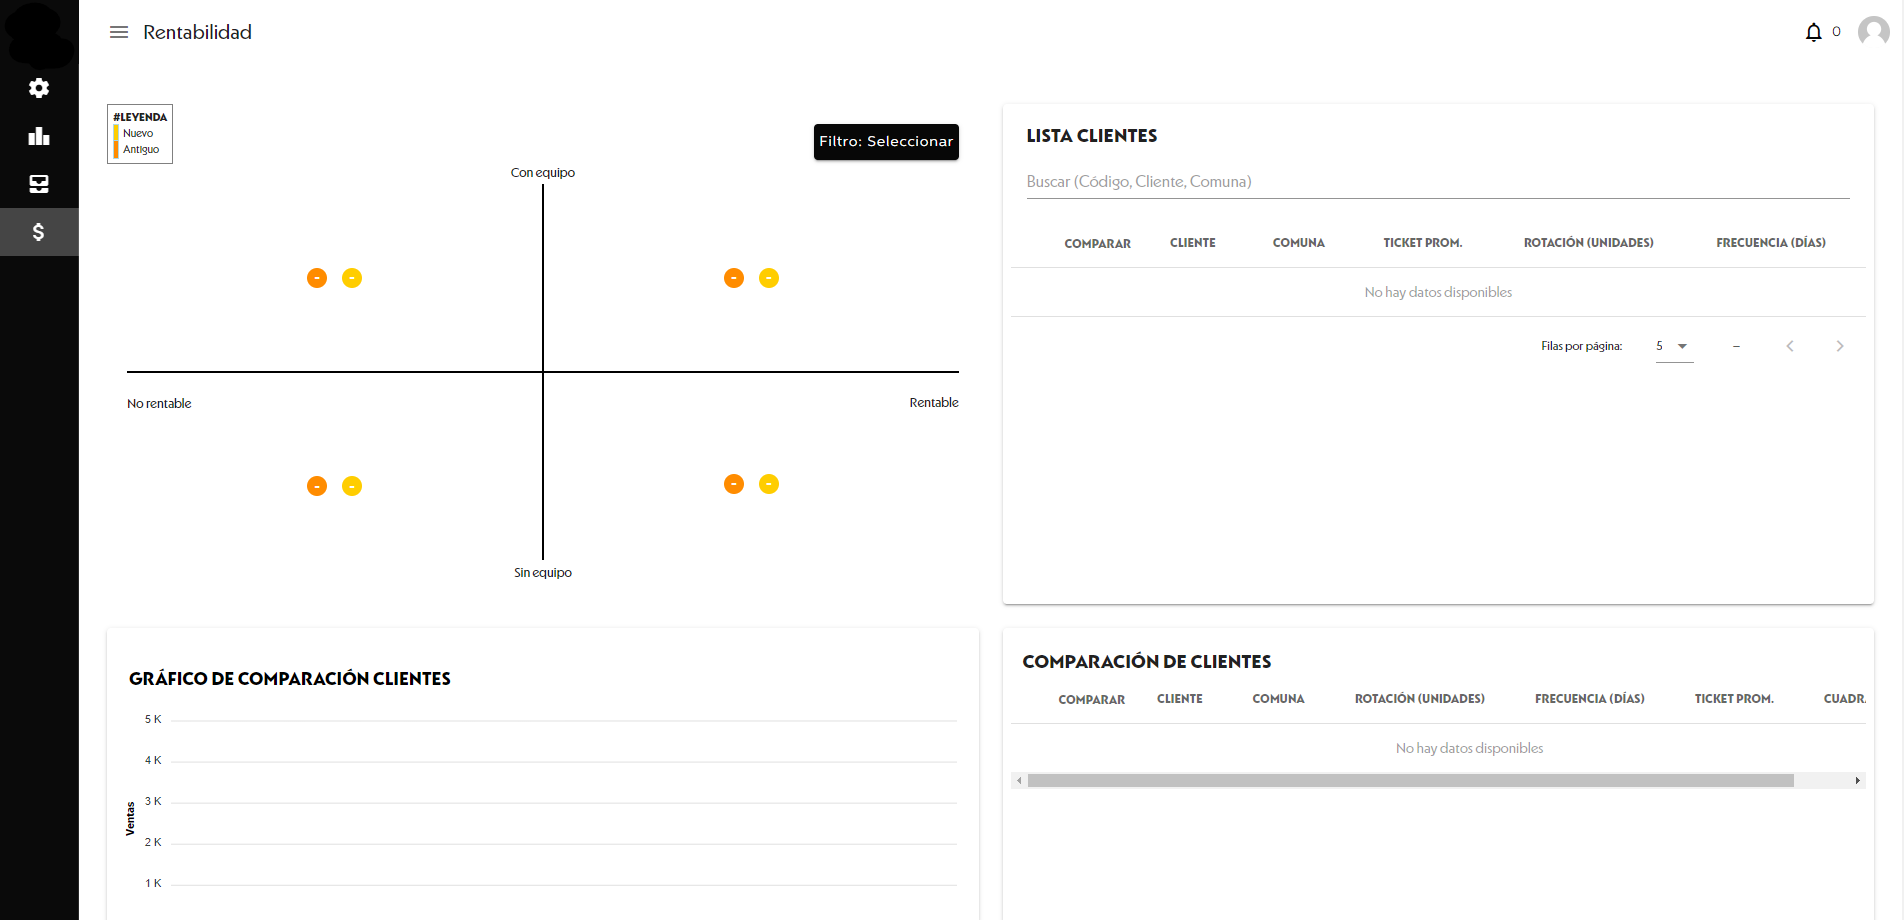 Rentabilidad
0
#LEYENDA
Nuevo
Antiguo
Filtro: Seleccionar
Con equipo
- - - -
No rentable
Rentable
- - - -
Sin equipo
LISTA CLIENTES
Buscar (Código, Cliente, Comuna)
COMPARAR CLIENTE COMUNA TICKET PROM. ROTACIÓN (UNIDADES) FRECUENCIA (DÍAS)
No hay datos disponibles
Filas por página: 5 –
GRÁFICO DE COMPARACIÓN CLIENTES
5 K
4 K
3 K
2 K
1 K
Ventas
COMPARACIÓN DE CLIENTES
COMPARAR CLIENTE COMUNA ROTACIÓN (UNIDADES) FRECUENCIA (DÍAS) TICKET PROM. CUADR
No hay datos disponibles